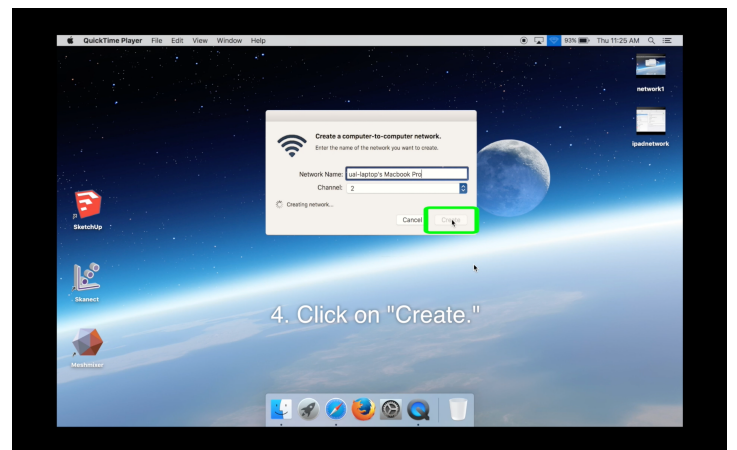 QuickTime Player File Edit View Window Help 93% Thu 11:25 AM
network1
ipadnetwork
Create a computer-to-computer network.
Enter the name of the network you want to create.
Network Name: ual-laptop's Macbook Pro
Channel: 2
Creating network...
Cancel Create
SketchUp
Skanect
4. Click on "Create."
Meshmixer